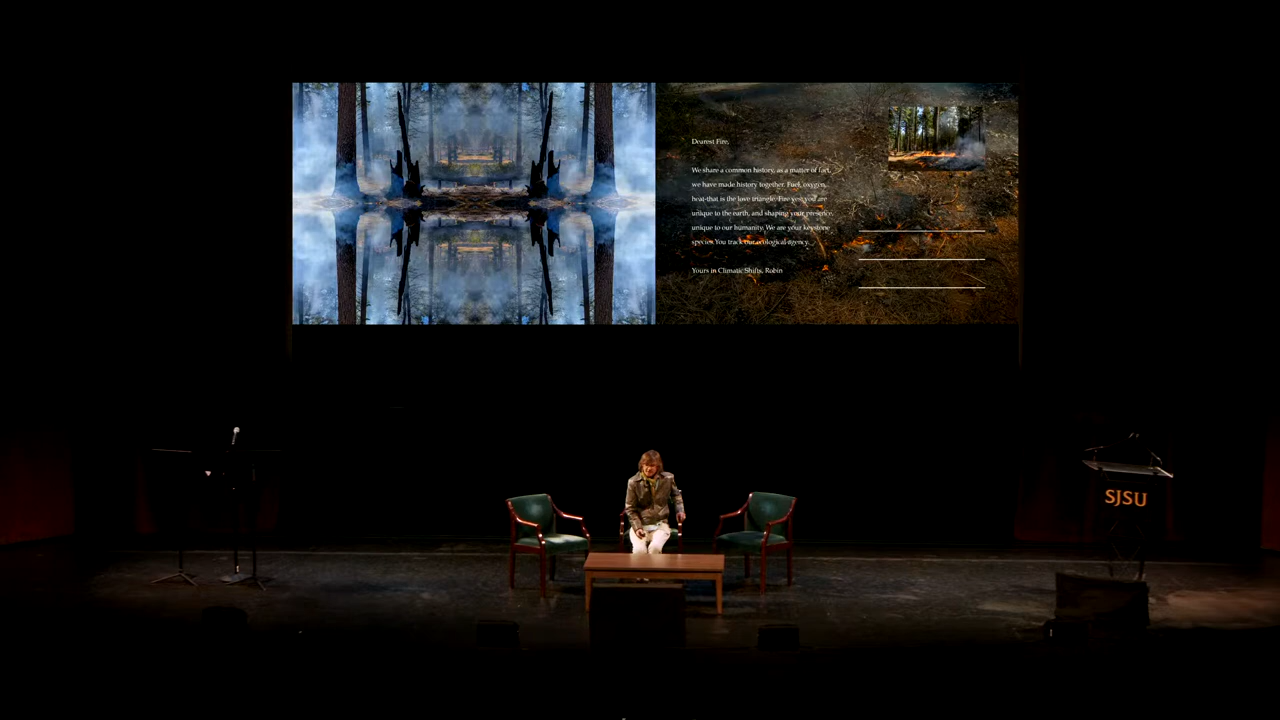 Dearest Fire,
We share a common history, as a matter of fact,
we have made history together. Fuel, oxygen,
heat-that is the love triangle. Fire yes, you are
unique to the earth, and shaping your presence,
unique to our humanity. We are your keystone
species. You track our ecological agency.
Yours in Climatic Shifts, Robin
SJSU